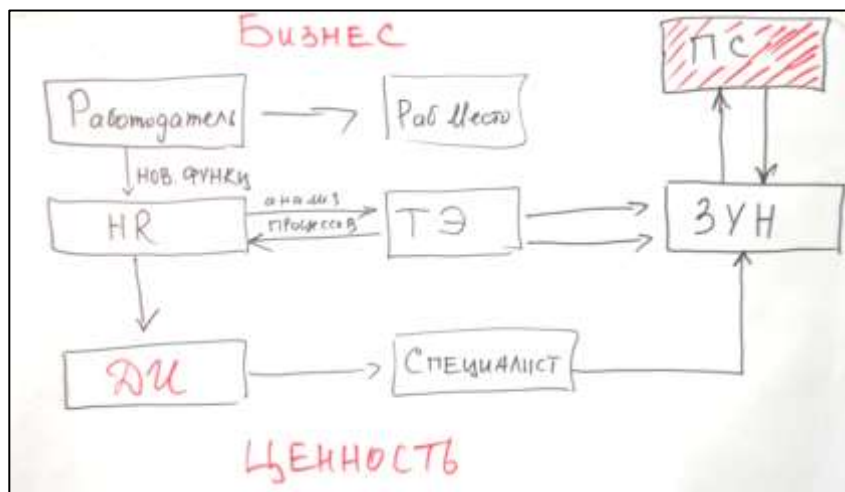 БИЗНЕС
ПС
Работодатель
Раб Место
НОВ. ФУНКЦ
HR
анализ
процессов
ТЭ
ЗУН
ДИ
СПЕЦИАЛИСТ
ЦЕННОСТЬ